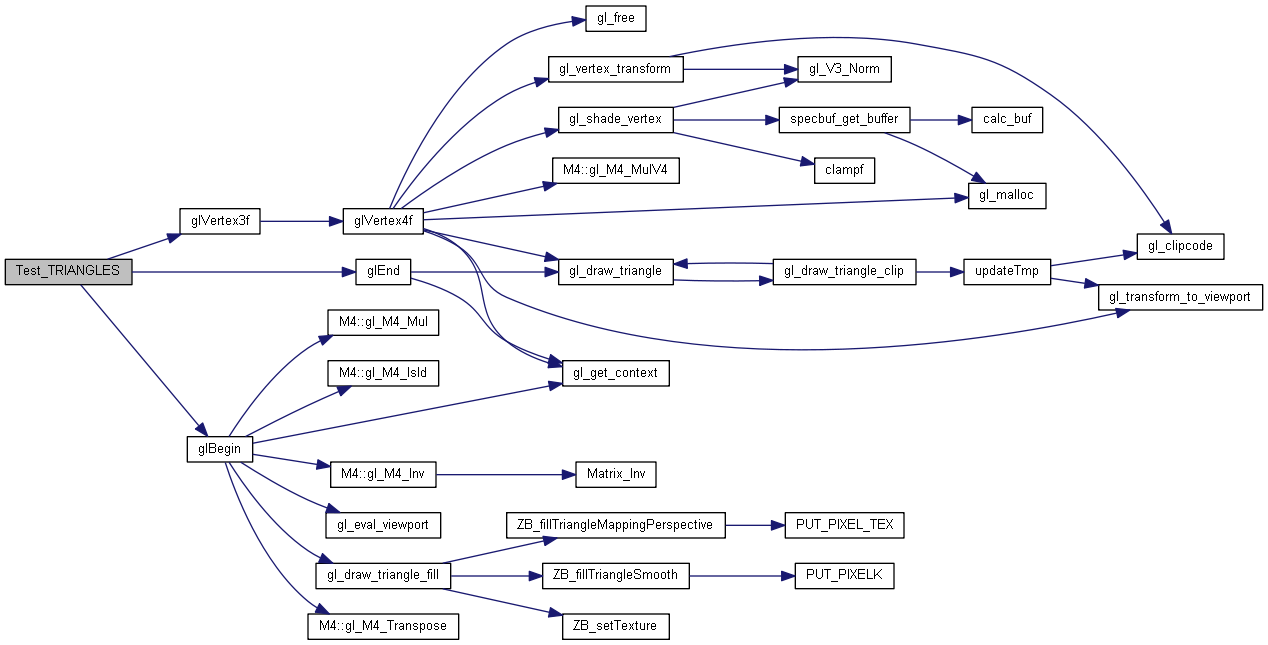 gl_free
gl_vertex_transform
gl_V3_Norm
gl_shade_vertex
specbuf_get_buffer
calc_buf
M4::gl_M4_MulV4
clampf
gl_malloc
glVertex3f
glVertex4f
gl_clipcode
Test_TRIANGLES
glEnd
gl_draw_triangle
gl_draw_triangle_clip
updateTmp
gl_transform_to_viewport
M4::gl_M4_Mul
M4::gl_M4_IsId
gl_get_context
glBegin
M4::gl_M4_Inv
Matrix_Inv
gl_eval_viewport
ZB_fillTriangleMappingPerspective
PUT_PIXEL_TEX
gl_draw_triangle_fill
ZB_fillTriangleSmooth
PUT_PIXELK
M4::gl_M4_Transpose
ZB_setTexture